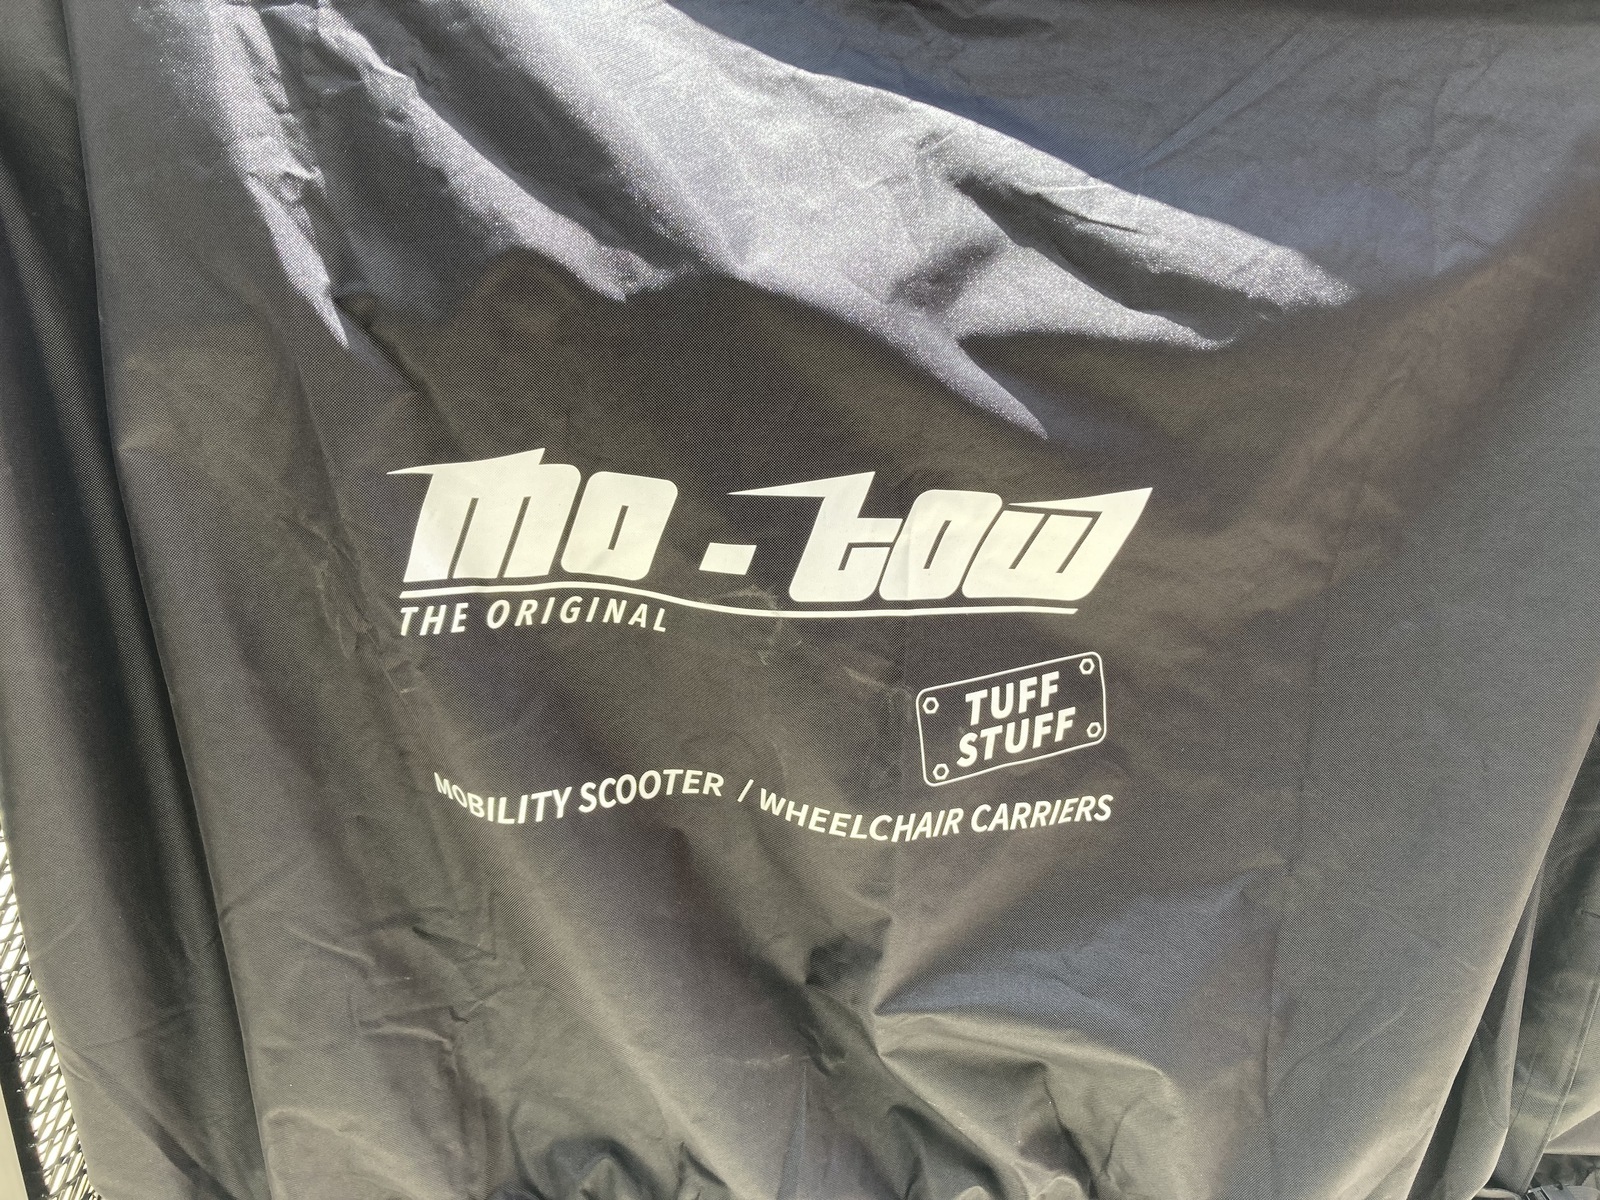 mo-tow
THE ORIGINAL
TUFF
STUFF
MOBILITY SCOOTER / WHEELCHAIR CARRIERS